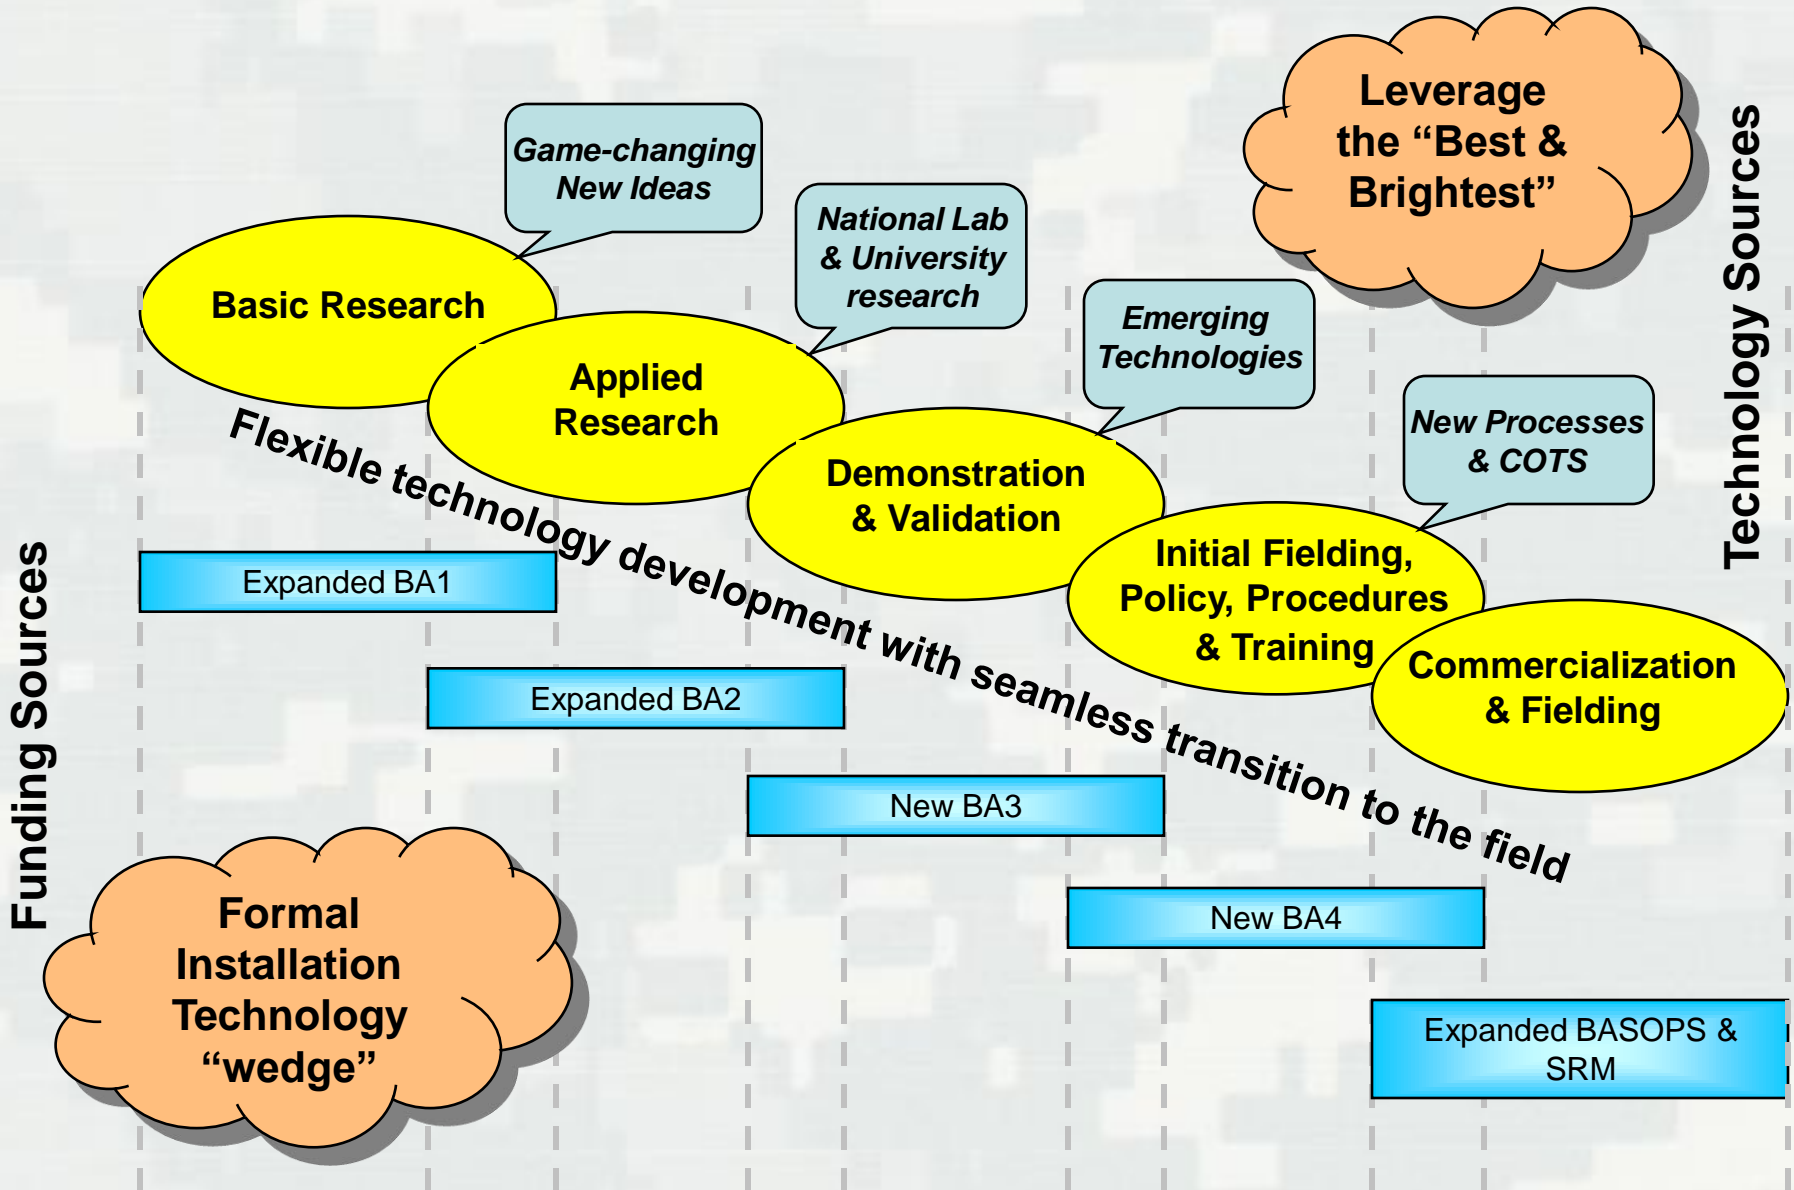 Leverage
the “Best &
Brightest”
Technology Sources
Game-changing
New Ideas
National Lab
& University
research
Emerging
Technologies
New Processes
& COTS
Basic Research
Applied
Research
Demonstration
& Validation
Initial Fielding,
Policy, Procedures
& Training
Commercialization
& Fielding
Flexible technology development with seamless transition to the field
Funding Sources
Expanded BA1
Expanded BA2
New BA3
New BA4
Expanded BASOPS &
SRM
Formal
Installation
Technology
“wedge”